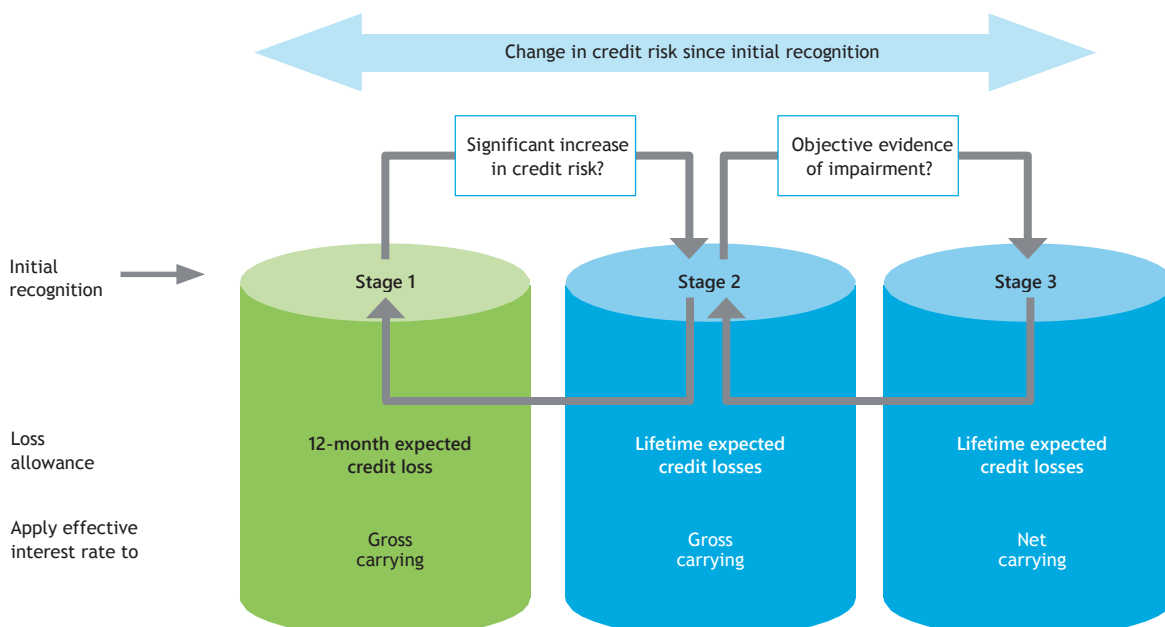 Change in credit risk since initial recognition
Significant increase
in credit risk?
Objective evidence
of impairment?
Initial
recognition
Stage 1
Stage 2
Stage 3
Loss
allowance
12-month expected
credit loss
Lifetime expected
credit losses
Lifetime expected
credit losses
Apply effective
interest rate to
Gross
carrying
Gross
carrying
Net
carrying